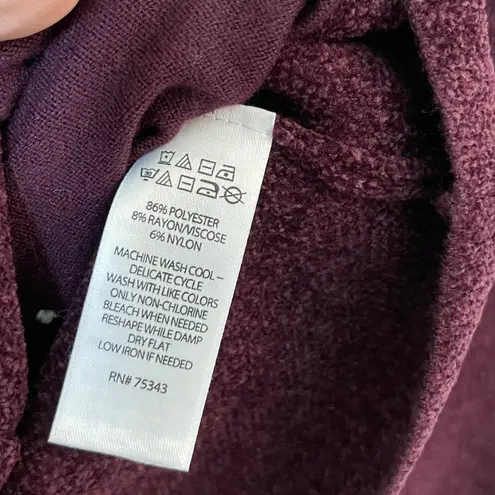 86% POLYESTER
8% RAYON/VISCOSE
6% NYLON
MACHINE WASH COOL –
DELICATE CYCLE
WASH WITH LIKE COLORS
ONLY NON-CHLORINE
BLEACH WHEN NEEDED
RESHAPE WHILE DAMP
DRY FLAT
LOW IRON IF NEEDED
RN# 75343